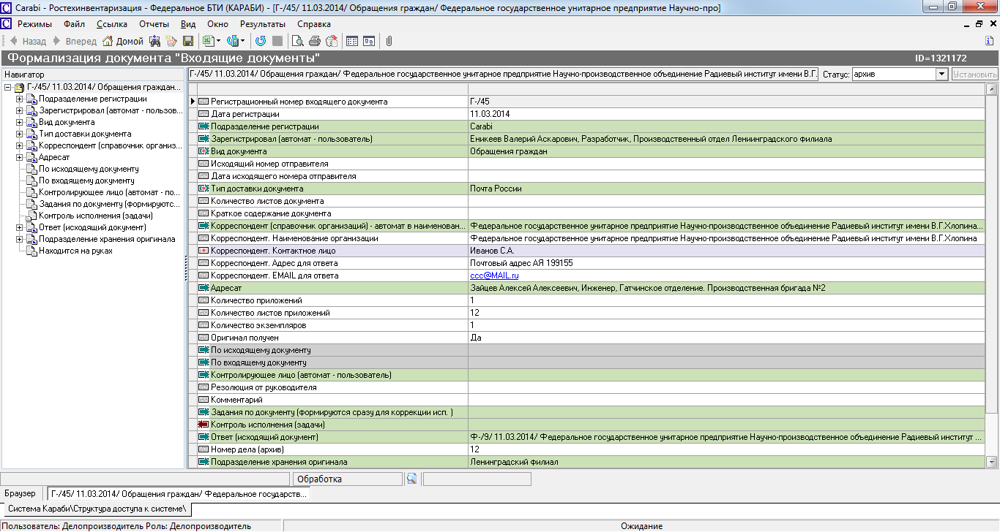 Carabi - Ростехинвентаризация - Федеральное БТИ (КАРАБИ) - [Г-/45/ 11.03.2014/ Обращения граждан/ Федеральное государственное унитарное предприятие Научно-про]
Режимы Файл Ссылка Отчеты Вид Окно Результаты Справка
Назад Вперед Домой
Формализация документа "Входящие документы" ID=1321172
Навигатор
Г-/45/ 11.03.2014/ Обращения граждан...
Подразделение регистрации
Зарегистрировал (автомат - пользов...
Вид документа
Тип доставки документа
Корреспондент (справочник организ...
Адресат
По исходящему документу
По входящему документу
Контролирующее лицо (автомат - по...
Задания по документу (формируютс...
Контроль исполнения (задачи)
Ответ (исходящий документ)
Подразделение хранения оригинала
Находится на руках
Г-/45/ 11.03.2014/ Обращения граждан/ Федеральное государственное унитарное предприятие Научно-производственное объединение Радиевый институт имени В.Г. Статус: архив Установить
Регистрационный номер входящего документа Г-/45
Дата регистрации 11.03.2014
Подразделение регистрации Carabi
Зарегистрировал (автомат - пользователь) Еникеев Валерий Аскарович, Разработчик, Производственный отдел Лениинградского филиала
Вид документа Обращения граждан
Исходящий номер отправителя
Дата исходящего номера отправителя
Тип доставки документа Почта России
Количество листов документа
Краткое содержание документа
Корреспондент (справочник организаций) - автомат в наименован... Федеральное государственное унитарное предприятие Научно-производственное объединение Радиевый институт имени В.Г.Хлопина...
Корреспондент. Наименование организации Федеральное государственное унитарное предприятие Научно-производственное объединение Радиевый институт имени В.Г.Хлопина
Корреспондент. Контактное лицо Иванов С.А.
Корреспондент. Адрес для ответа Почтовый адрес АЯ 199155
Корреспондент. EMAIL для ответа ccc@MAIL.ru
Адресат Зайцев Алексей Алексеевич, Инженер, Гатчинское отделение. Производственная бригада №2
Количество приложений 1
Количество листов приложений 12
Количество экземпляров 1
Оригинал получен Да
По исходящему документу
По входящему документу
Контролирующее лицо (автомат - пользователь)
Резолюция от руководителя
Комментарий
Задания по документу (формируются сразу для коррекции исп. )
Контроль исполнения (задачи)
Ответ (исходящий документ) Ф-/9/ 11.03.2014/ Федеральное государственное унитарное предприятие Научно-производственное объединение Радиевый институт ...
Номер дела (архив) 12
Подразделение хранения оригинала Ленинградский филиал
Обработка
Браузер Г-/45/ 11.03.2014/ Обращения граждан/ Федеральное государств...
Система Караби\Структура доступа к системе\
Пользователь: Делопроизводитель Роль: Делопроизводитель Ожидание